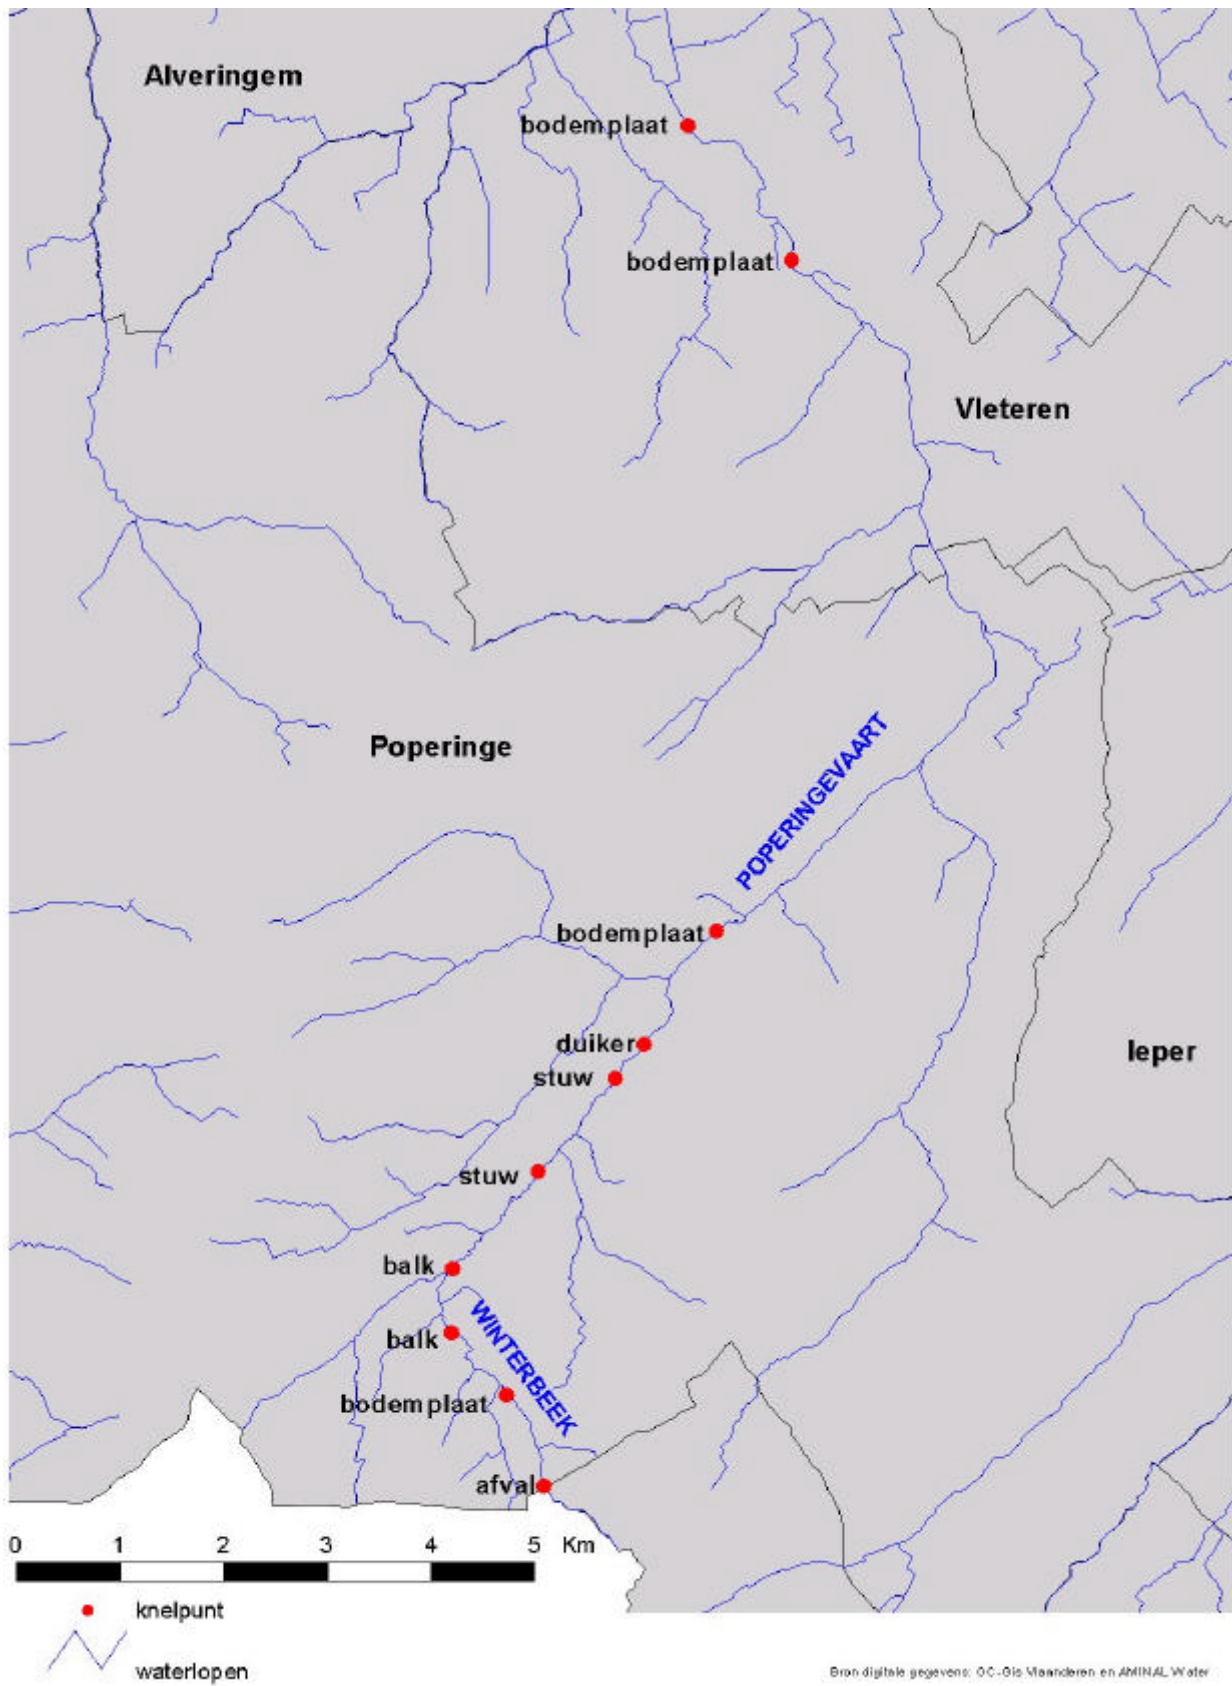 Alveringem
bodemplaat
bodemplaat
Vleteren
Poperinge
POPERINGEVAART
bodemplaat
duiker
Ieper
stuw
stuw
balk
WINTERBEEK
balk
bodemplaat
afval
0 1 2 3 4 5 Km
knelpunt
waterlopen
Bron digitale gegevens: OC-Gis Vlaanderen en AMINAL Water